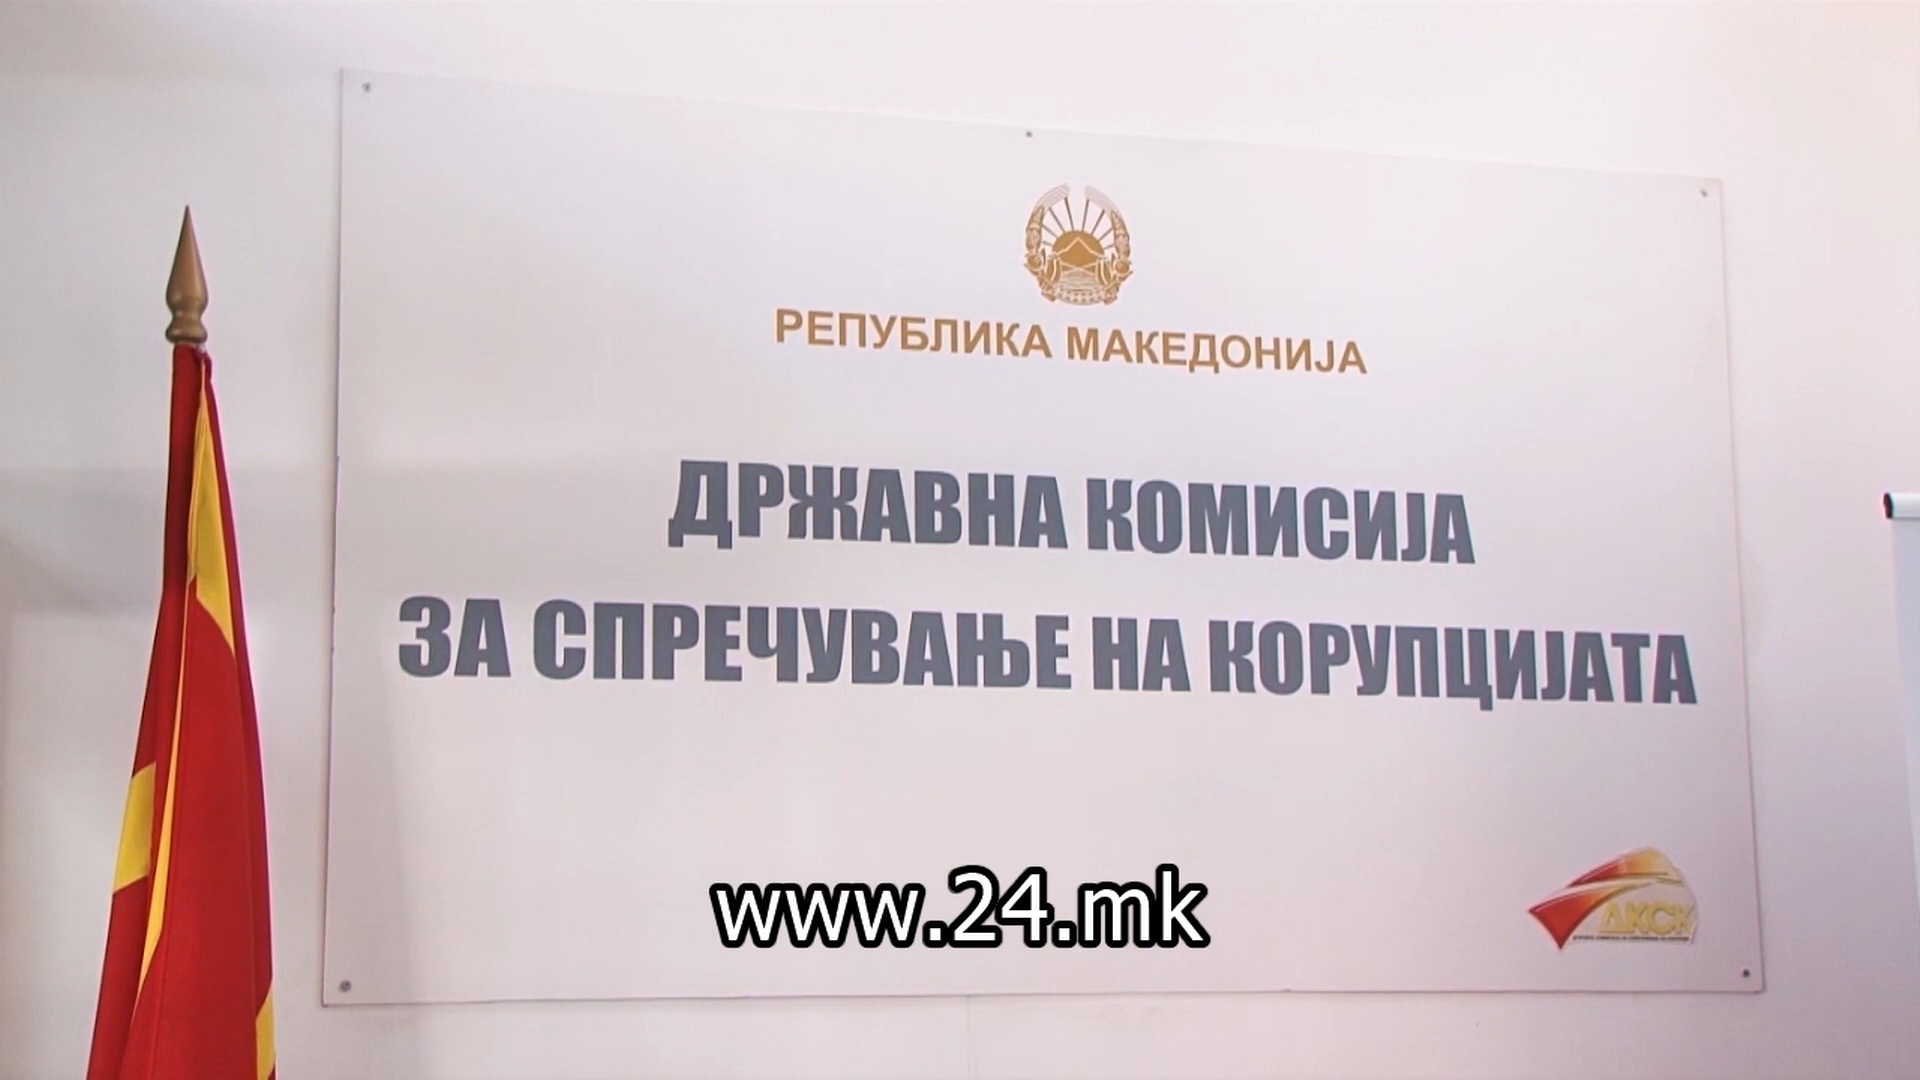 РЕПУБЛИКА МАКЕДОНИЈА
ДРЖАВНА КОМИСИЈА
ЗА СПРЕЧУВАЊЕ НА КОРУПЦИЈАТА
www.24.mk
ДКСК